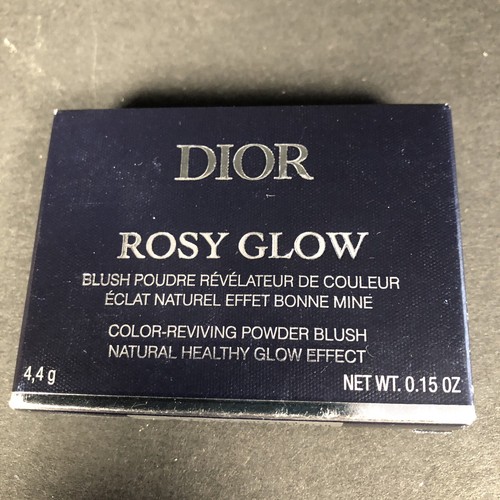 DIOR
ROSY GLOW
BLUSH POUDRE RÉVÉLATEUR DE COULEUR
ÉCLAT NATUREL EFFET BONNE MINE
COLOR-REVIVING POWDER BLUSH
NATURAL HEALTHY GLOW EFFECT
4,4 g NET WT. 0.15 OZ